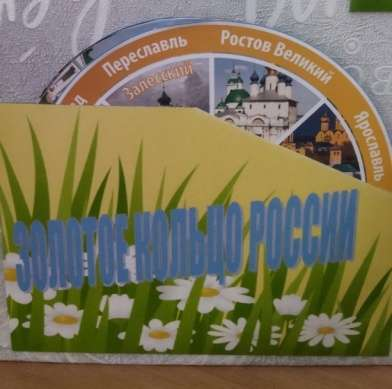 Переславль
Залесский
Ростов Великий
Ярославль
ЗОЛОТОЕ КОЛЬЦО РОССИИ